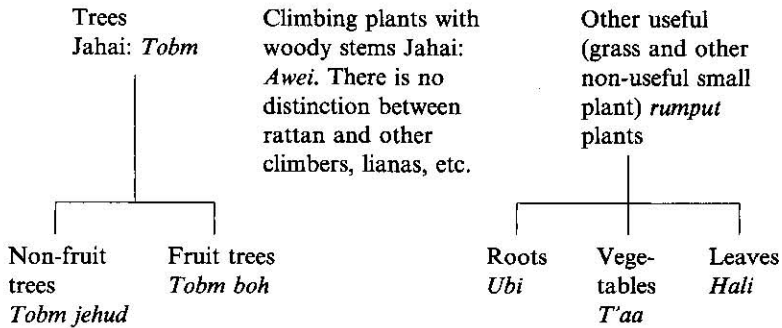 Trees
Jahai: Tobm
Climbing plants with
woody stems Jahai:
Awei. There is no
distinction between
rattan and other
climbers, lianas, etc.
Other useful
(grass and other
non-useful small
plant) rumput
plants
Non-fruit
trees
Tobm jehud
Fruit trees
Tobm boh
Roots
Ubi
Vege-
tables
T'aa
Leaves
Hali